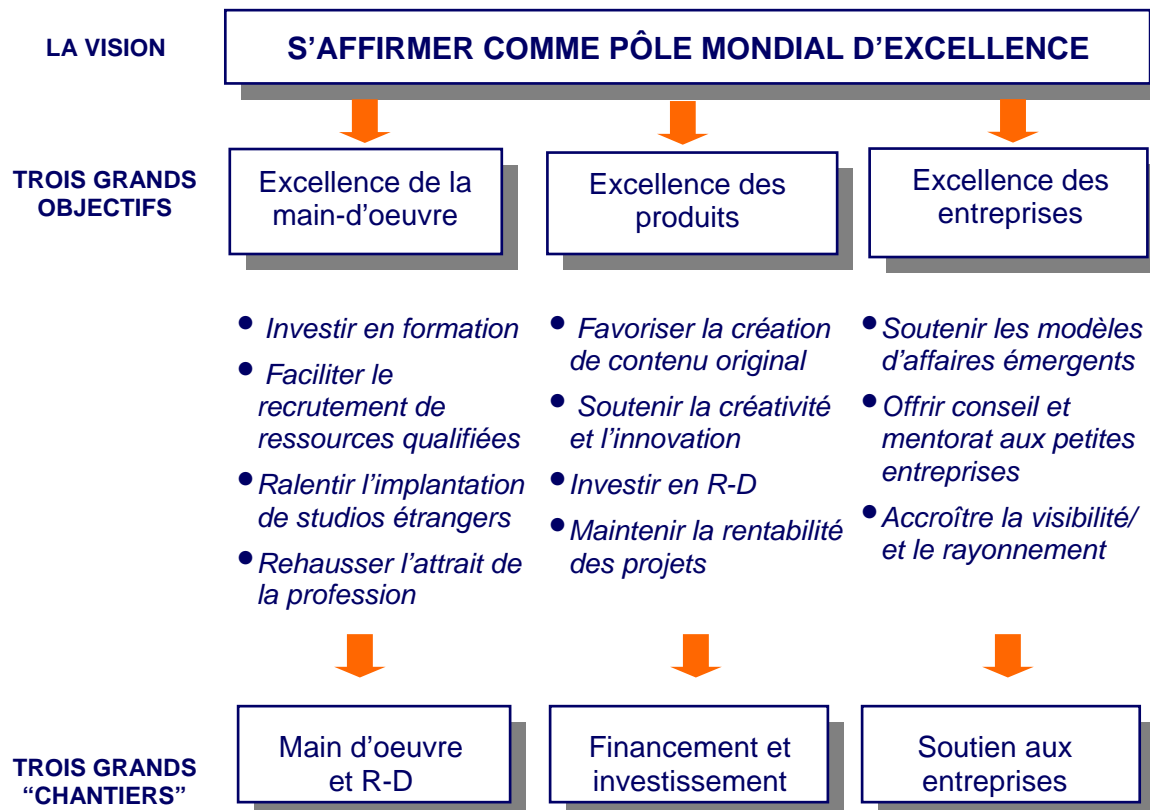 LA VISION
S'AFFIRMER COMME PÔLE MONDIAL D'EXCELLENCE
TROIS GRANDS
OBJECTIFS
Excellence de la
main-d'oeuvre
Excellence des
produits
Excellence des
entreprises
• Investir en formation
• Faciliter le
recrutement de
ressources qualifiées
• Ralentir l'implantation
de studios étrangers
• Rehausser l'attrait de
la profession
• Favoriser la création
de contenu original
• Soutenir la créativité
et l'innovation
• Investir en R-D
• Maintenir la rentabilité
des projets
• Soutenir les modèles
d'affaires émergents
• Offrir conseil et
mentorat aux petites
entreprises
• Accroître la visibilité/
et le rayonnement
TROIS GRANDS
“CHANTIERS”
Main d'oeuvre
et R-D
Financement et
investissement
Soutien aux
entreprises